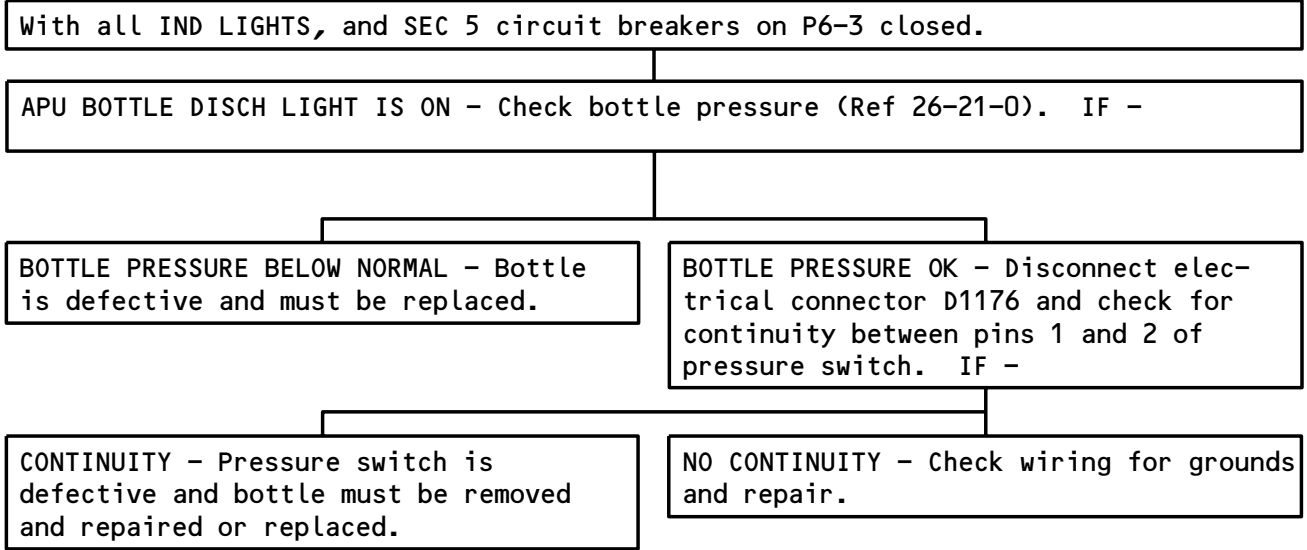 With all IND LIGHTS, and SEC 5 circuit breakers on P6-3 closed.
APU BOTTLE DISCH LIGHT IS ON - Check bottle pressure (Ref 26-21-0).  IF -
BOTTLE PRESSURE BELOW NORMAL - Bottle
is defective and must be replaced.
BOTTLE PRESSURE OK - Disconnect elec-
trical connector D1176 and check for
continuity between pins 1 and 2 of
pressure switch.  IF -
CONTINUITY - Pressure switch is
defective and bottle must be removed
and repaired or replaced.
NO CONTINUITY - Check wiring for grounds
and repair.